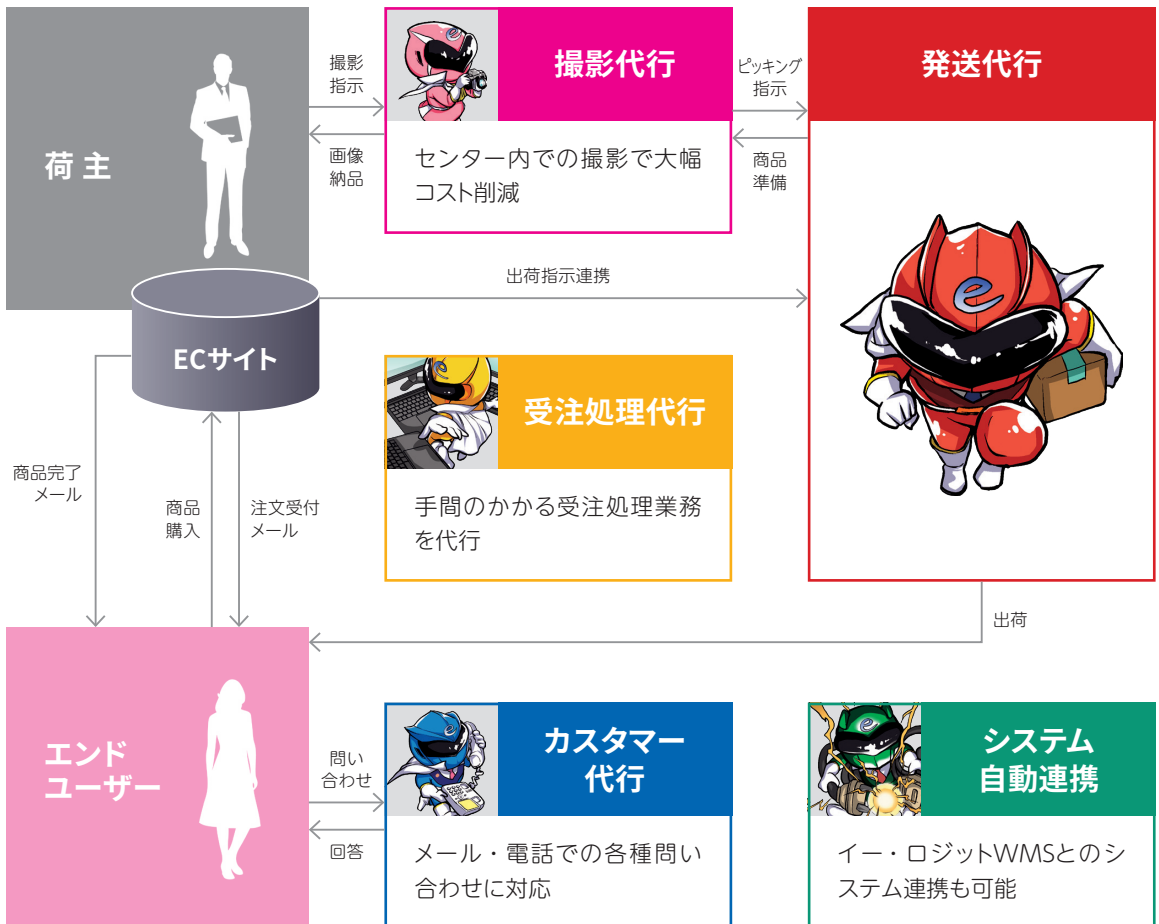 荷 主
撮影
指示
画像
納品
撮影代行
センター内での撮影で大幅
コスト削減
ピッキング
指示
商品
準備
発送代行
e
出荷指示連携
ECサイト
受注処理代行
手間のかかる受注処理業務
を代行
商品完了
メール
商品
購入
注文受付
メール
出荷
エンド
ユーザー
問い
合わせ
回答
カスタマー
代行
メール・電話での各種問い
合わせに対応
システム
自動連携
イー・ロジットWMSとのシ
ステム連携も可能